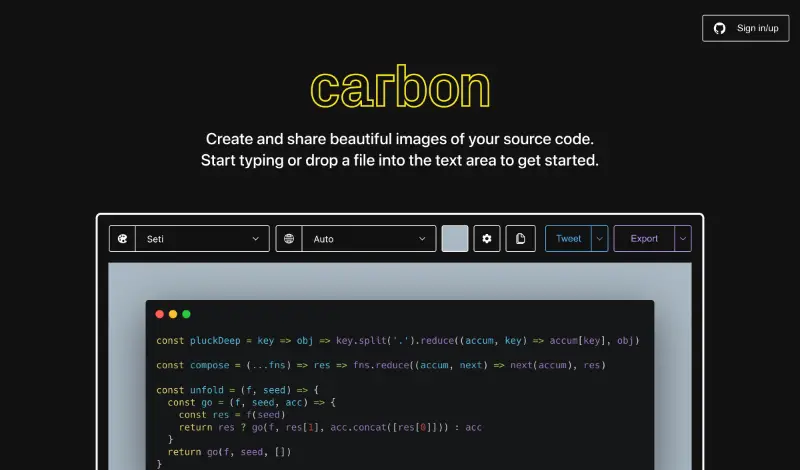 Sign in/up
carbon
Create and share beautiful images of your source code.
Start typing or drop a file into the text area to get started.
Seti
Auto
Tweet
Export
const pluckDeep = key => obj => key.split('.').reduce((accum, key) => accum[key], obj)
const compose = (...fns) => res => fns.reduce((accum, next) => next(accum), res)
const unfold = (f, seed) => {
  const go = (f, seed, acc) => {
    const res = f(seed)
    return res ? go(f, res[1], acc.concat([res[0]])) : acc
  }
  return go(f, seed, [])
}